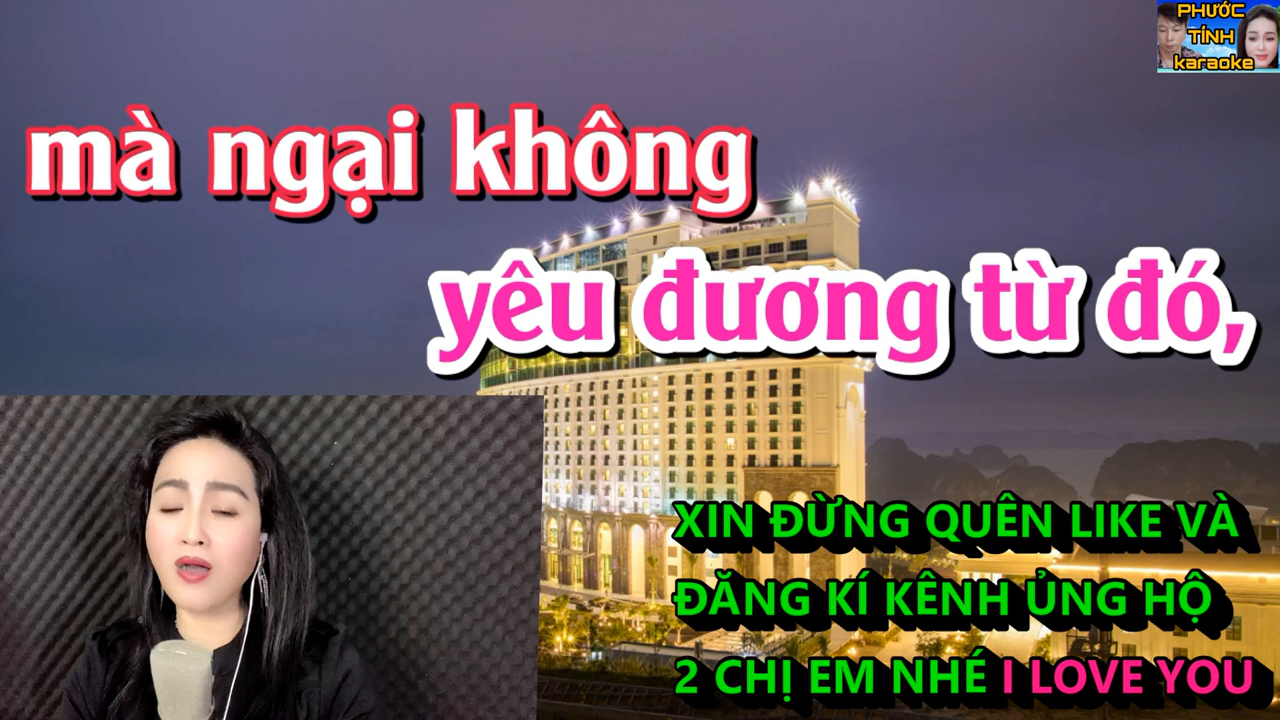 PHƯỚC
TÍNH
karaoke
mà ngại không
yêu đương từ đó,
XIN ĐỪNG QUÊN LIKE VÀ
ĐĂNG KÍ KÊNH ỦNG HỘ
2 CHỊ EM NHÉ I LOVE YOU